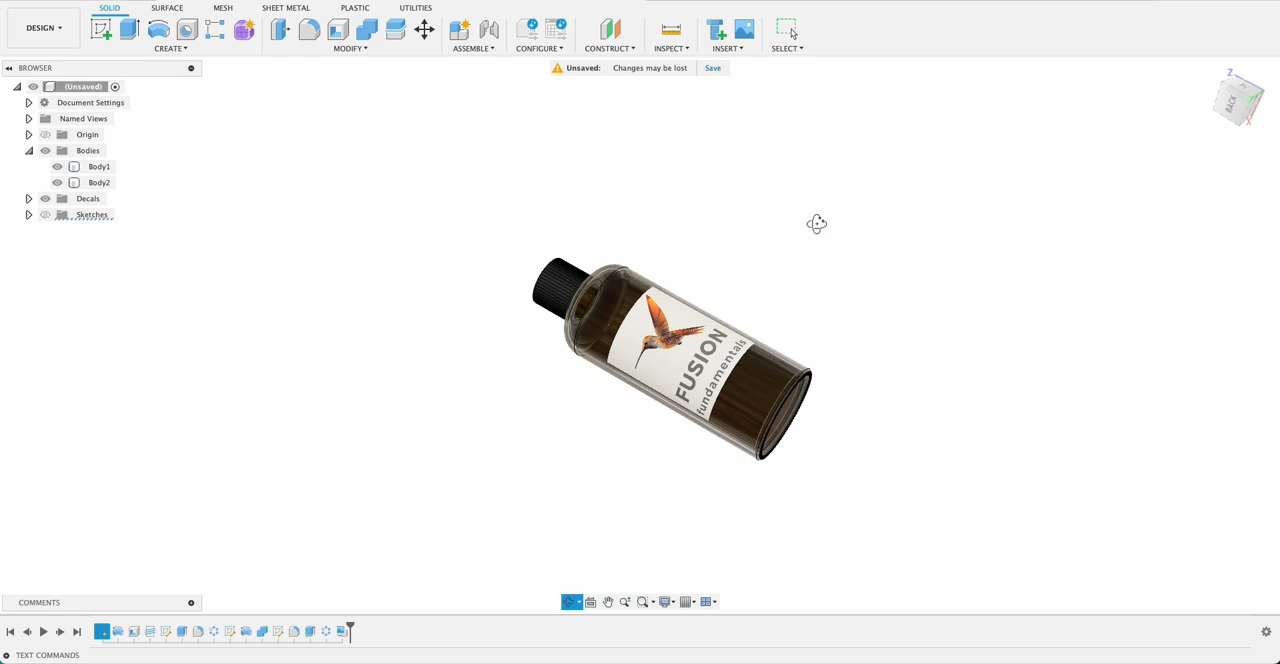 SOLID SURFACE MESH SHEET METAL PLASTIC UTILITIES
DESIGN
CREATE MODIFY ASSEMBLE CONFIGURE CONSTRUCT INSPECT INSERT SELECT
BROWSER
Unsaved: Changes may be lost Save
(Unsaved)
Document Settings
Named Views
Origin
Bodies
Body1
Body2
Decals
Sketches
Z
BACK
FUSION
fundamentals
COMMENTS
TEXT COMMANDS